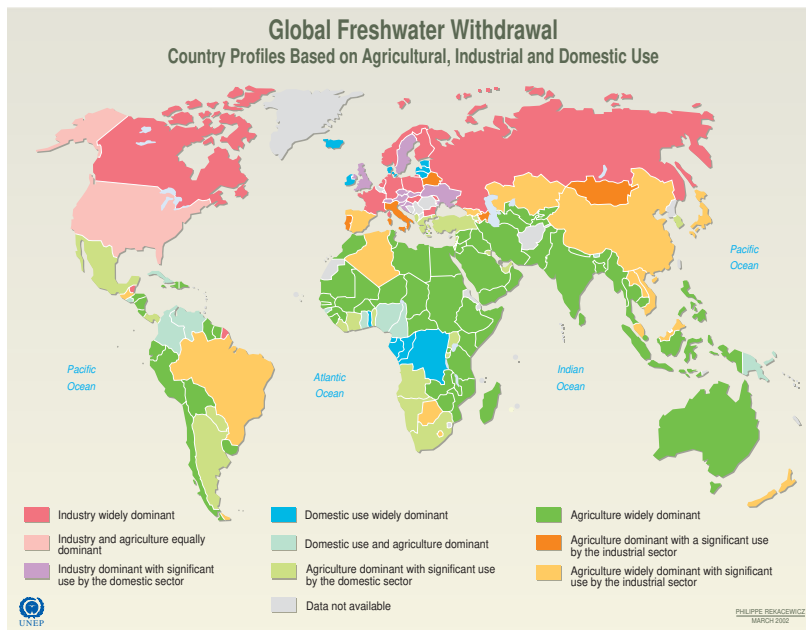 Global Freshwater Withdrawal
Country Profiles Based on Agricultural, Industrial and Domestic Use
Pacific
Ocean
Pacific
Ocean
Atlantic
Ocean
Indian
Ocean
Industry widely dominant
Industry and agriculture equally
dominant
Industry dominant with significant
use by the domestic sector
Domestic use widely dominant
Domestic use and agriculture dominant
Agriculture dominant with significant use
by the domestic sector
Data not available
Agriculture widely dominant
Agriculture dominant with a significant use
by the industrial sector
Agriculture widely dominant with significant
use by the industrial sector
UNEP
PHILIPPE REKACEWICZ
MARCH 2002